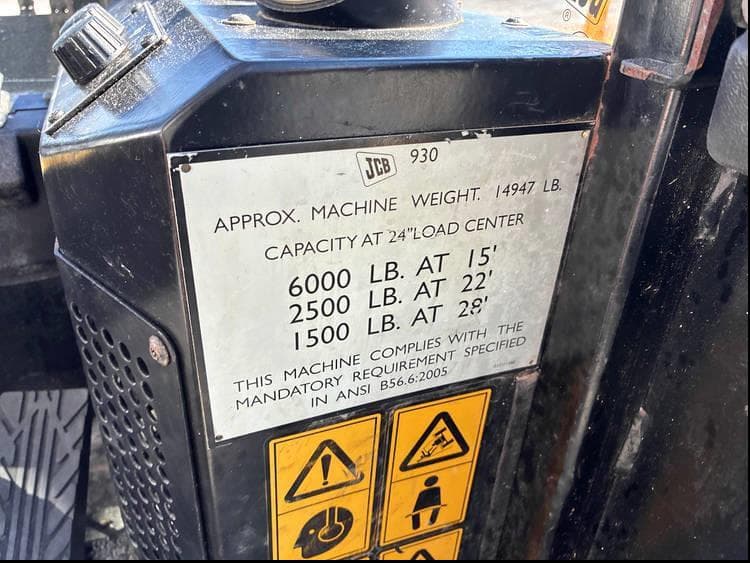 JCB 930
APPROX. MACHINE WEIGHT. 14947 LB.
CAPACITY AT 24" LOAD CENTER
6000 LB. AT 15'
2500 LB. AT 22'
1500 LB. AT 28'
THIS MACHINE COMPLIES WITH THE
MANDATORY REQUIREMENT SPECIFIED
IN ANSI B56.6:2005